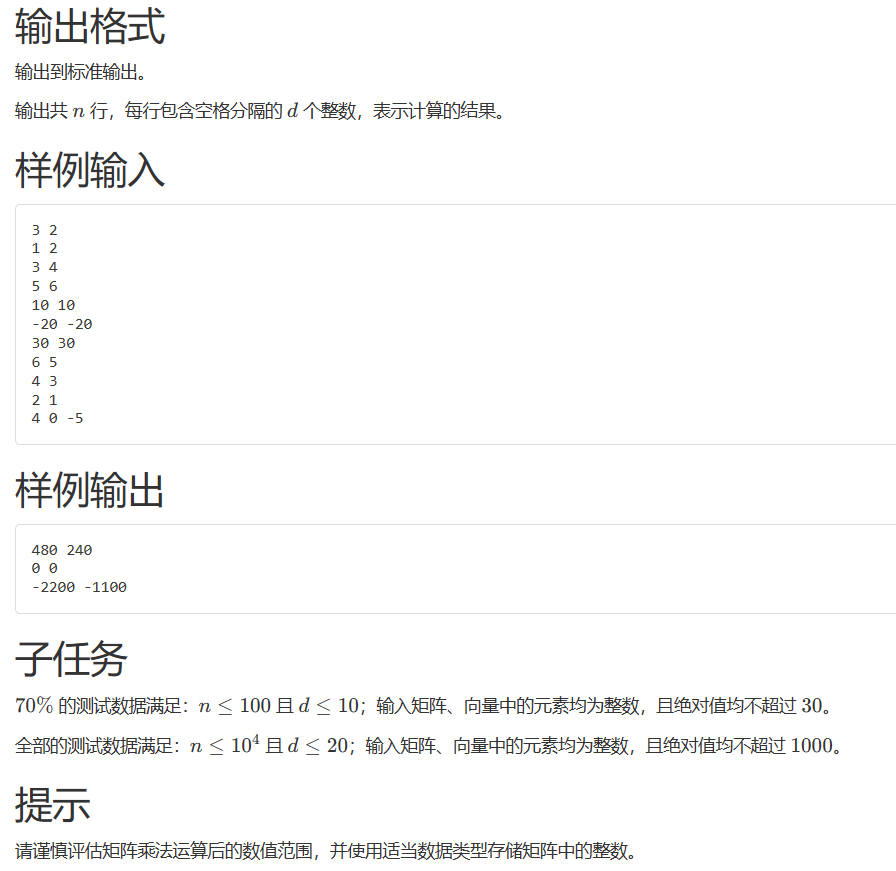 输出格式
输出到标准输出。
输出共 n 行，每行包含空格分隔的 d 个整数，表示计算的结果。
样例输入
3 2
1 2
3 4
5 6
10 10
-20 -20
30 30
6 5
4 3
2 1
4 0 -5
样例输出
480 240
0 0
-2200 -1100
子任务
70% 的测试数据满足：n ≤ 100 且 d ≤ 10；输入矩阵、向量中的元素均为整数，且绝对值均不超过 30。
全部的测试数据满足：n ≤ 10⁴ 且 d ≤ 20；输入矩阵、向量中的元素均为整数，且绝对值均不超过 1000。
提示
请谨慎评估矩阵乘法运算后的数值范围，并使用适当数据类型存储矩阵中的整数。